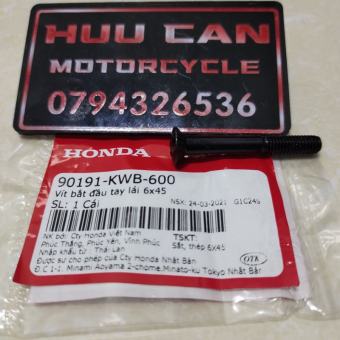 HUU CAN
MOTORCYCLE
0794326536
HONDA
90191-KWB-600
Vít bắt đầu tay lái 6x45
SL: 1 Cái
NSX: 24-03-2021 G1C24S
NK bởi: Cty Honda Việt Nam
Phúc Thắng, Phúc Yên, Vĩnh Phúc
TSKT:
Sắt, thép 6x45
Nhập khẩu từ: Thái Lan
Được sự cho phép của Cty Honda Nhật Bản
Đ.C 1-1, Minami Aoyama 2-chome,Minato-ku Tokyo Nhật Bản
OTK